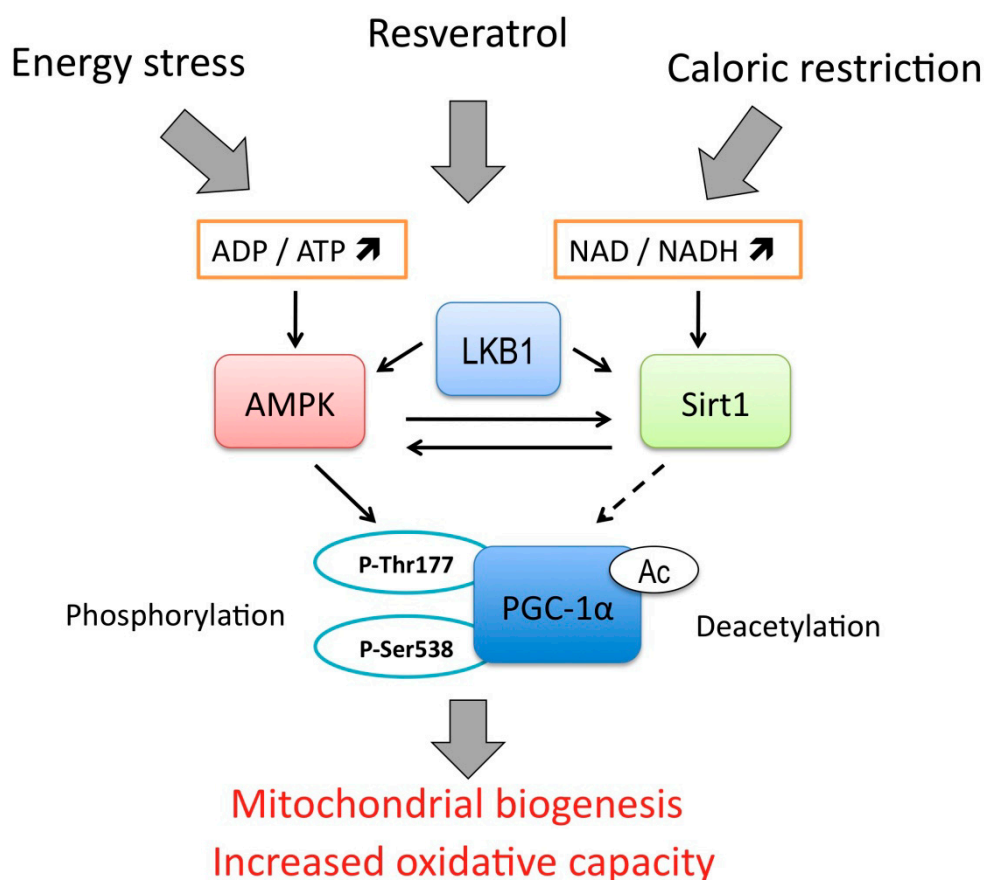 Resveratrol
Energy stress
Caloric restriction
ADP / ATP ⬈
NAD / NADH ⬈
LKB1
AMPK
Sirt1
P-Thr177
Ac
PGC-1α
Phosphorylation
Deacetylation
P-Ser538
Mitochondrial biogenesis
Increased oxidative capacity